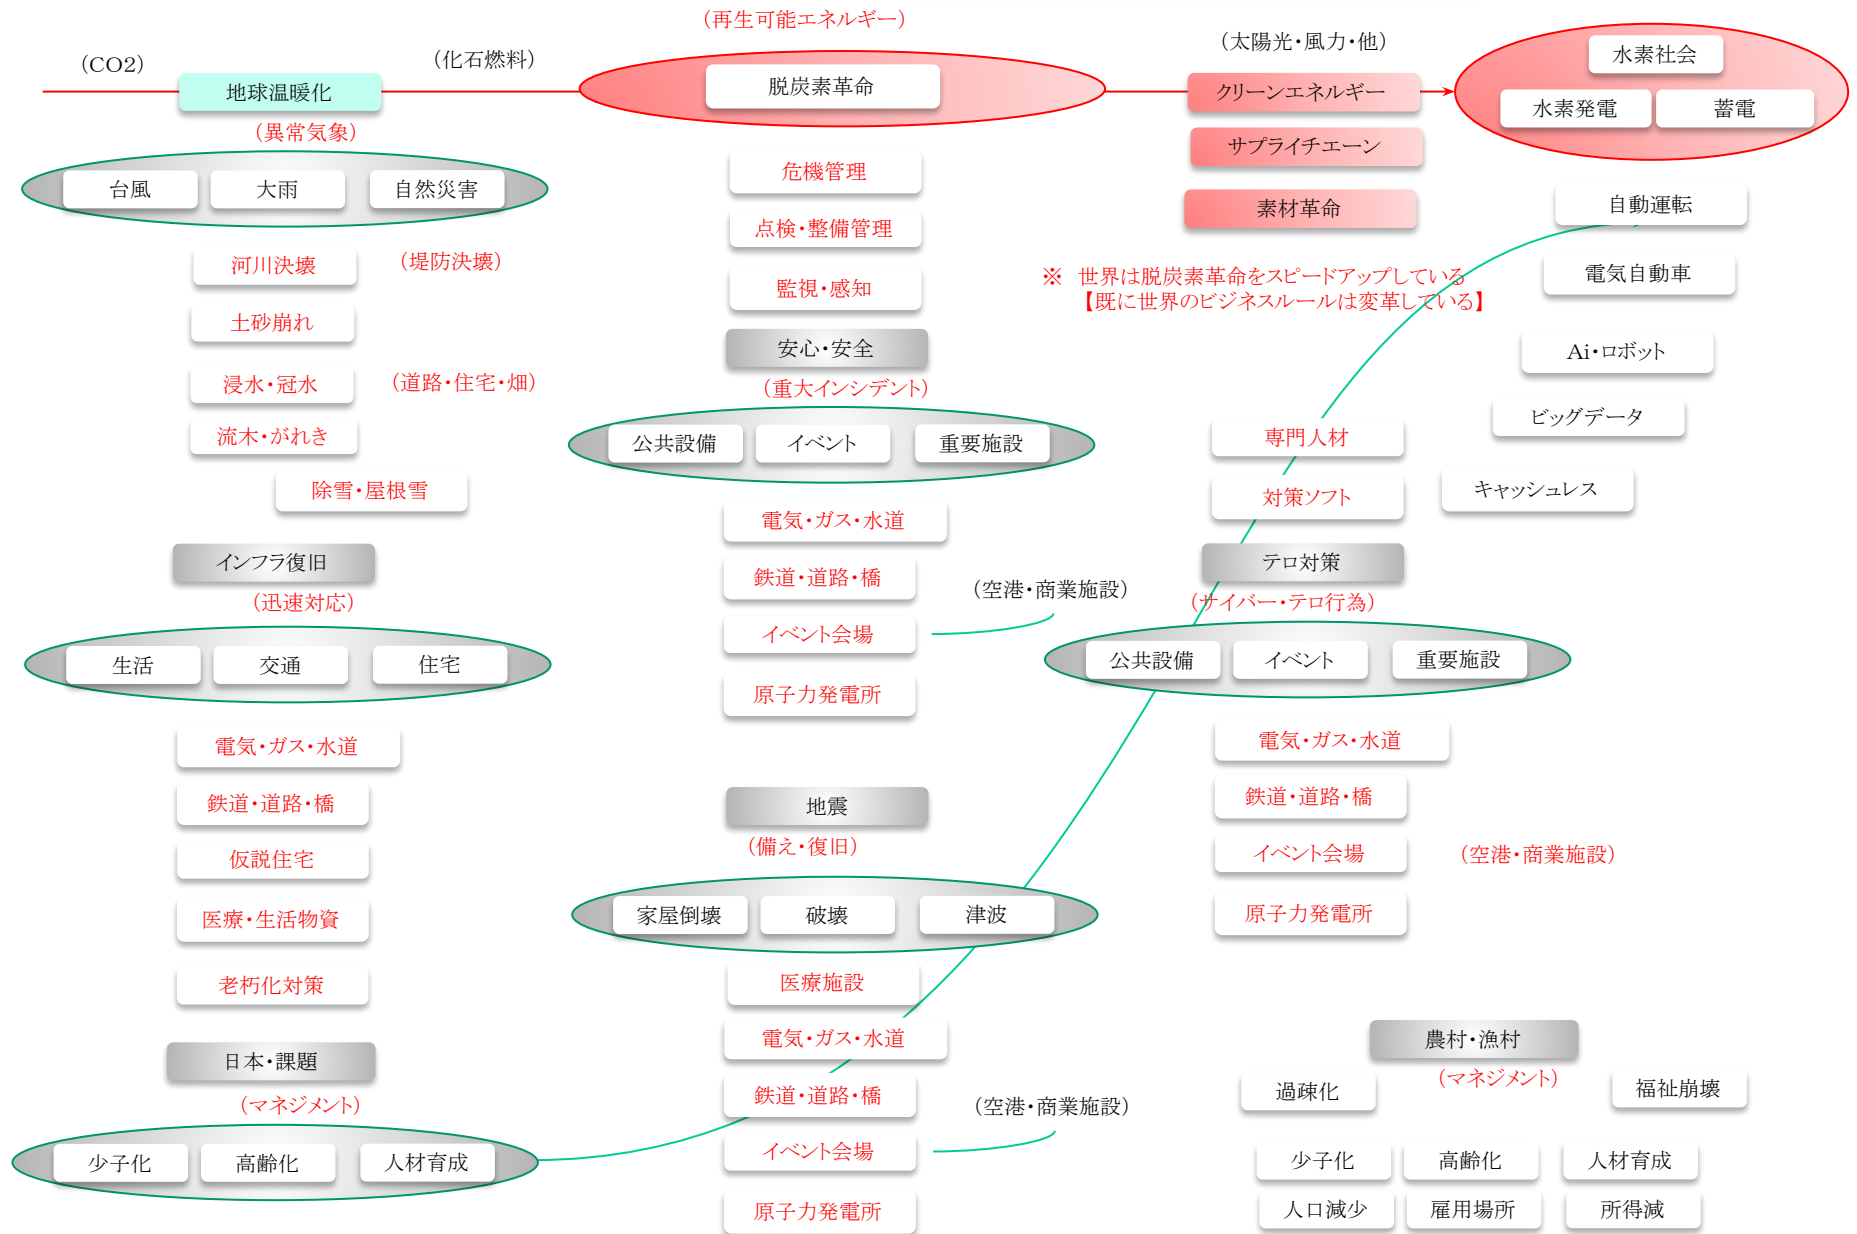 （再生可能エネルギー）
（CO2）
（化石燃料）
（太陽光・風力・他）
地球温暖化
脱炭素革命
クリーンエネルギー
水素社会
水素発電
蓄電
（異常気象）
台風
大雨
自然災害
河川決壊
（堤防決壊）
土砂崩れ
浸水・冠水
（道路・住宅・畑）
流木・がれき
除雪・屋根雪
インフラ復旧
（迅速対応）
生活
交通
住宅
電気・ガス・水道
鉄道・道路・橋
仮説住宅
医療・生活物資
老朽化対策
日本・課題
（マネジメント）
少子化
高齢化
人材育成
危機管理
点検・整備管理
監視・感知
安心・安全
（重大インシデント）
公共設備
イベント
重要施設
電気・ガス・水道
鉄道・道路・橋
（空港・商業施設）
イベント会場
原子力発電所
地震
（備え・復旧）
家屋倒壊
破壊
津波
医療施設
電気・ガス・水道
鉄道・道路・橋
（空港・商業施設）
イベント会場
原子力発電所
サプライチエーン
素材革命
※　世界は脱炭素革命をスピードアップしている
【既に世界のビジネスルールは変革している】
自動運転
電気自動車
Ai・ロボット
ビッグデータ
キャッシュレス
専門人材
対策ソフト
テロ対策
（サイバー・テロ行為）
公共設備
イベント
重要施設
電気・ガス・水道
鉄道・道路・橋
イベント会場
（空港・商業施設）
原子力発電所
農村・漁村
（マネジメント）
過疎化
福祉崩壊
少子化
高齢化
人材育成
人口減少
雇用場所
所得減